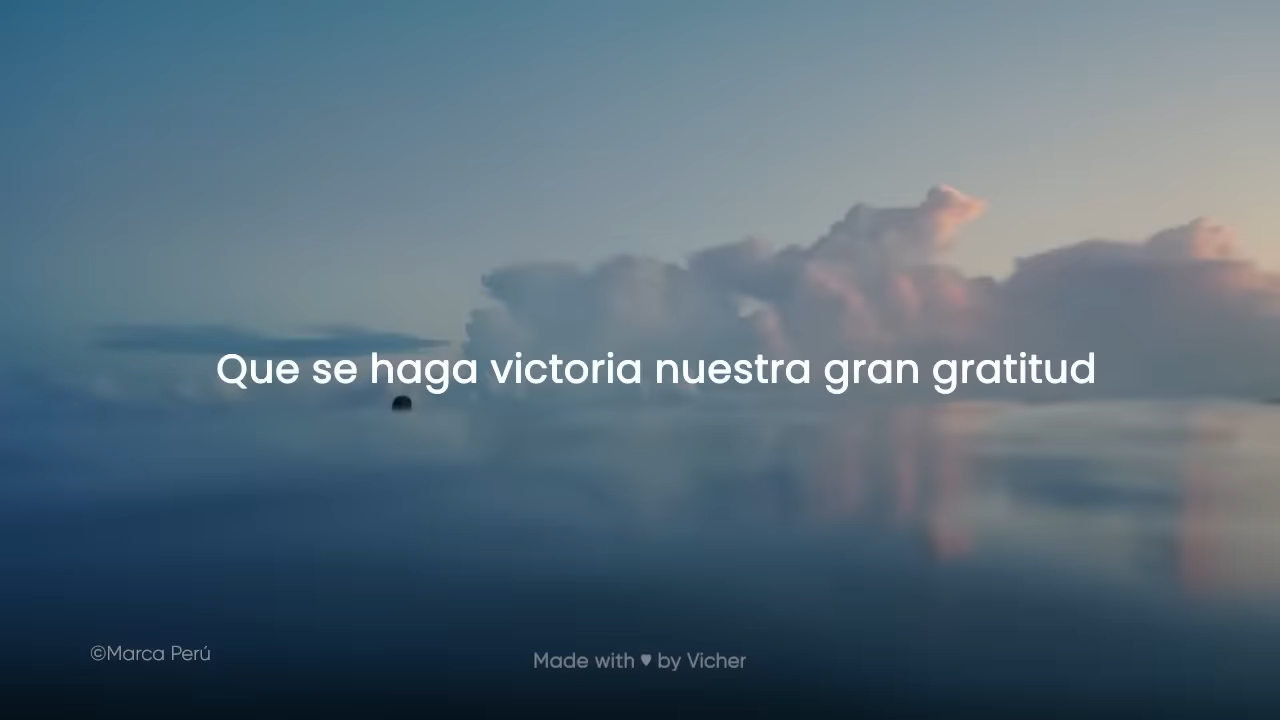 Que se haga victoria nuestra gran gratitud
©Marca Perú
Made with ♥ by Vicher